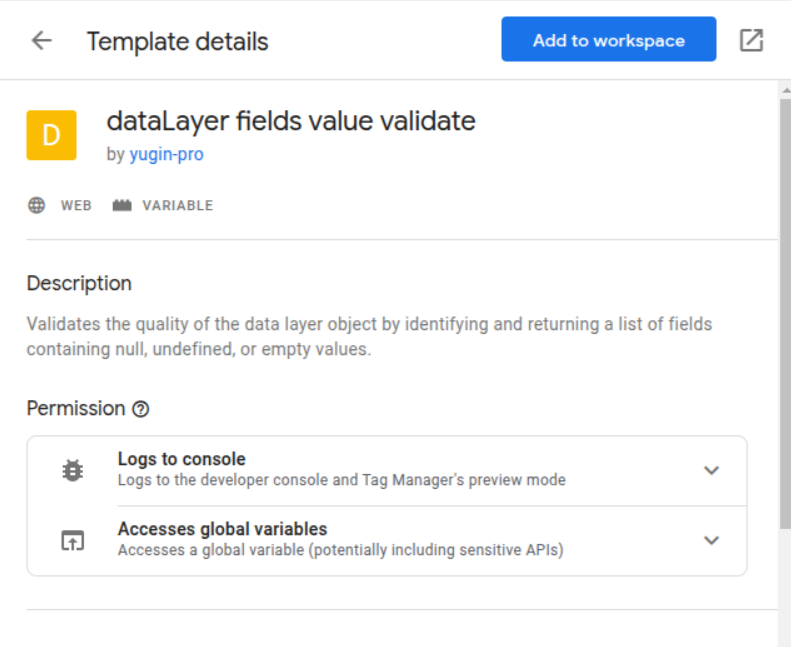 Template details
Add to workspace
D
dataLayer fields value validate
by yugin-pro
WEB
VARIABLE
Description
Validates the quality of the data layer object by identifying and returning a list of fields
containing null, undefined, or empty values.
Permission
Logs to console
Logs to the developer console and Tag Manager's preview mode
Accesses global variables
Accesses a global variable (potentially including sensitive APIs)